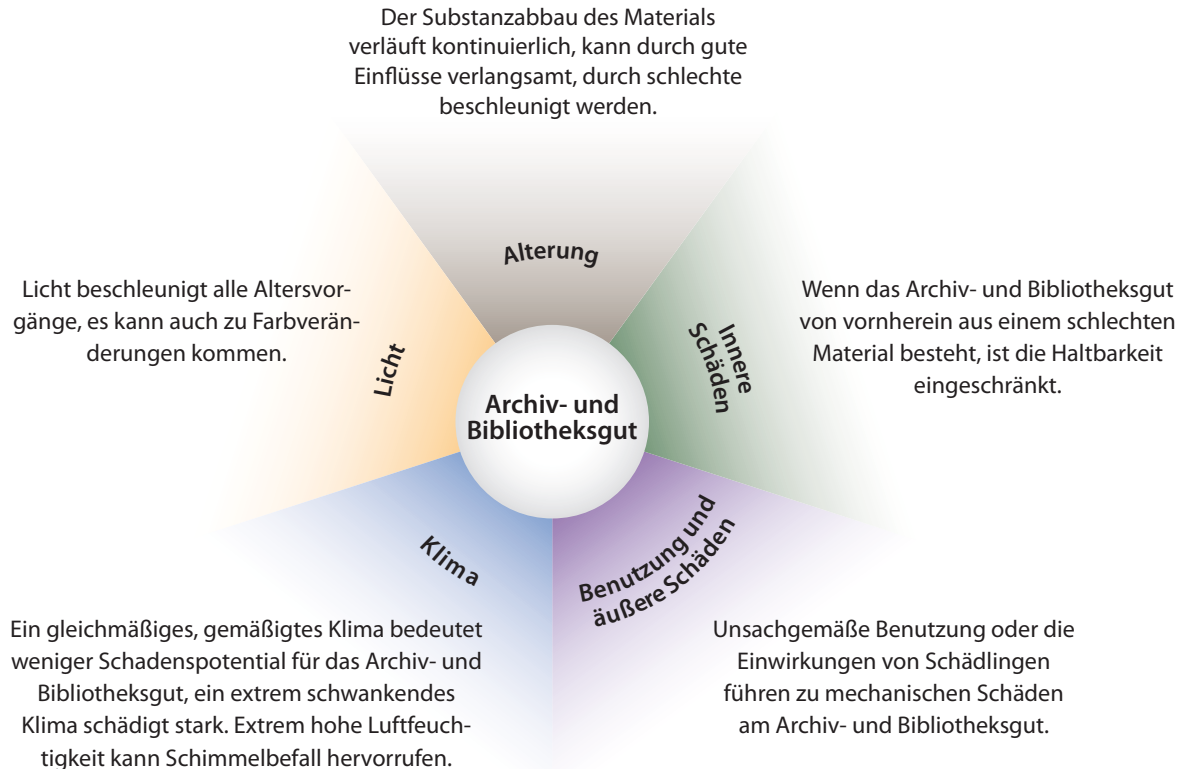 Der Substanzabbau des Materials
verläuft kontinuierlich, kann durch gute
Einflüsse verlangsamt, durch schlechte
beschleunigt werden.
Alterung
Licht beschleunigt alle Altersvor-
gänge, es kann auch zu Farbverän-
derungen kommen.
Licht
Innere
Schäden
Wenn das Archiv- und Bibliotheksgut
von vornherein aus einem schlechten
Material besteht, ist die Haltbarkeit
eingeschränkt.
Archiv- und
Bibliotheksgut
Klima
Benutzung und
äußere Schäden
Ein gleichmäßiges, gemäßigtes Klima bedeutet
weniger Schadenspotential für das Archiv- und
Bibliotheksgut, ein extrem schwankendes
Klima schädigt stark. Extrem hohe Luftfeuch-
tigkeit kann Schimmelbefall hervorrufen.
Unsachgemäße Benutzung oder die
Einwirkungen von Schädlingen
führen zu mechanischen Schäden
am Archiv- und Bibliotheksgut.